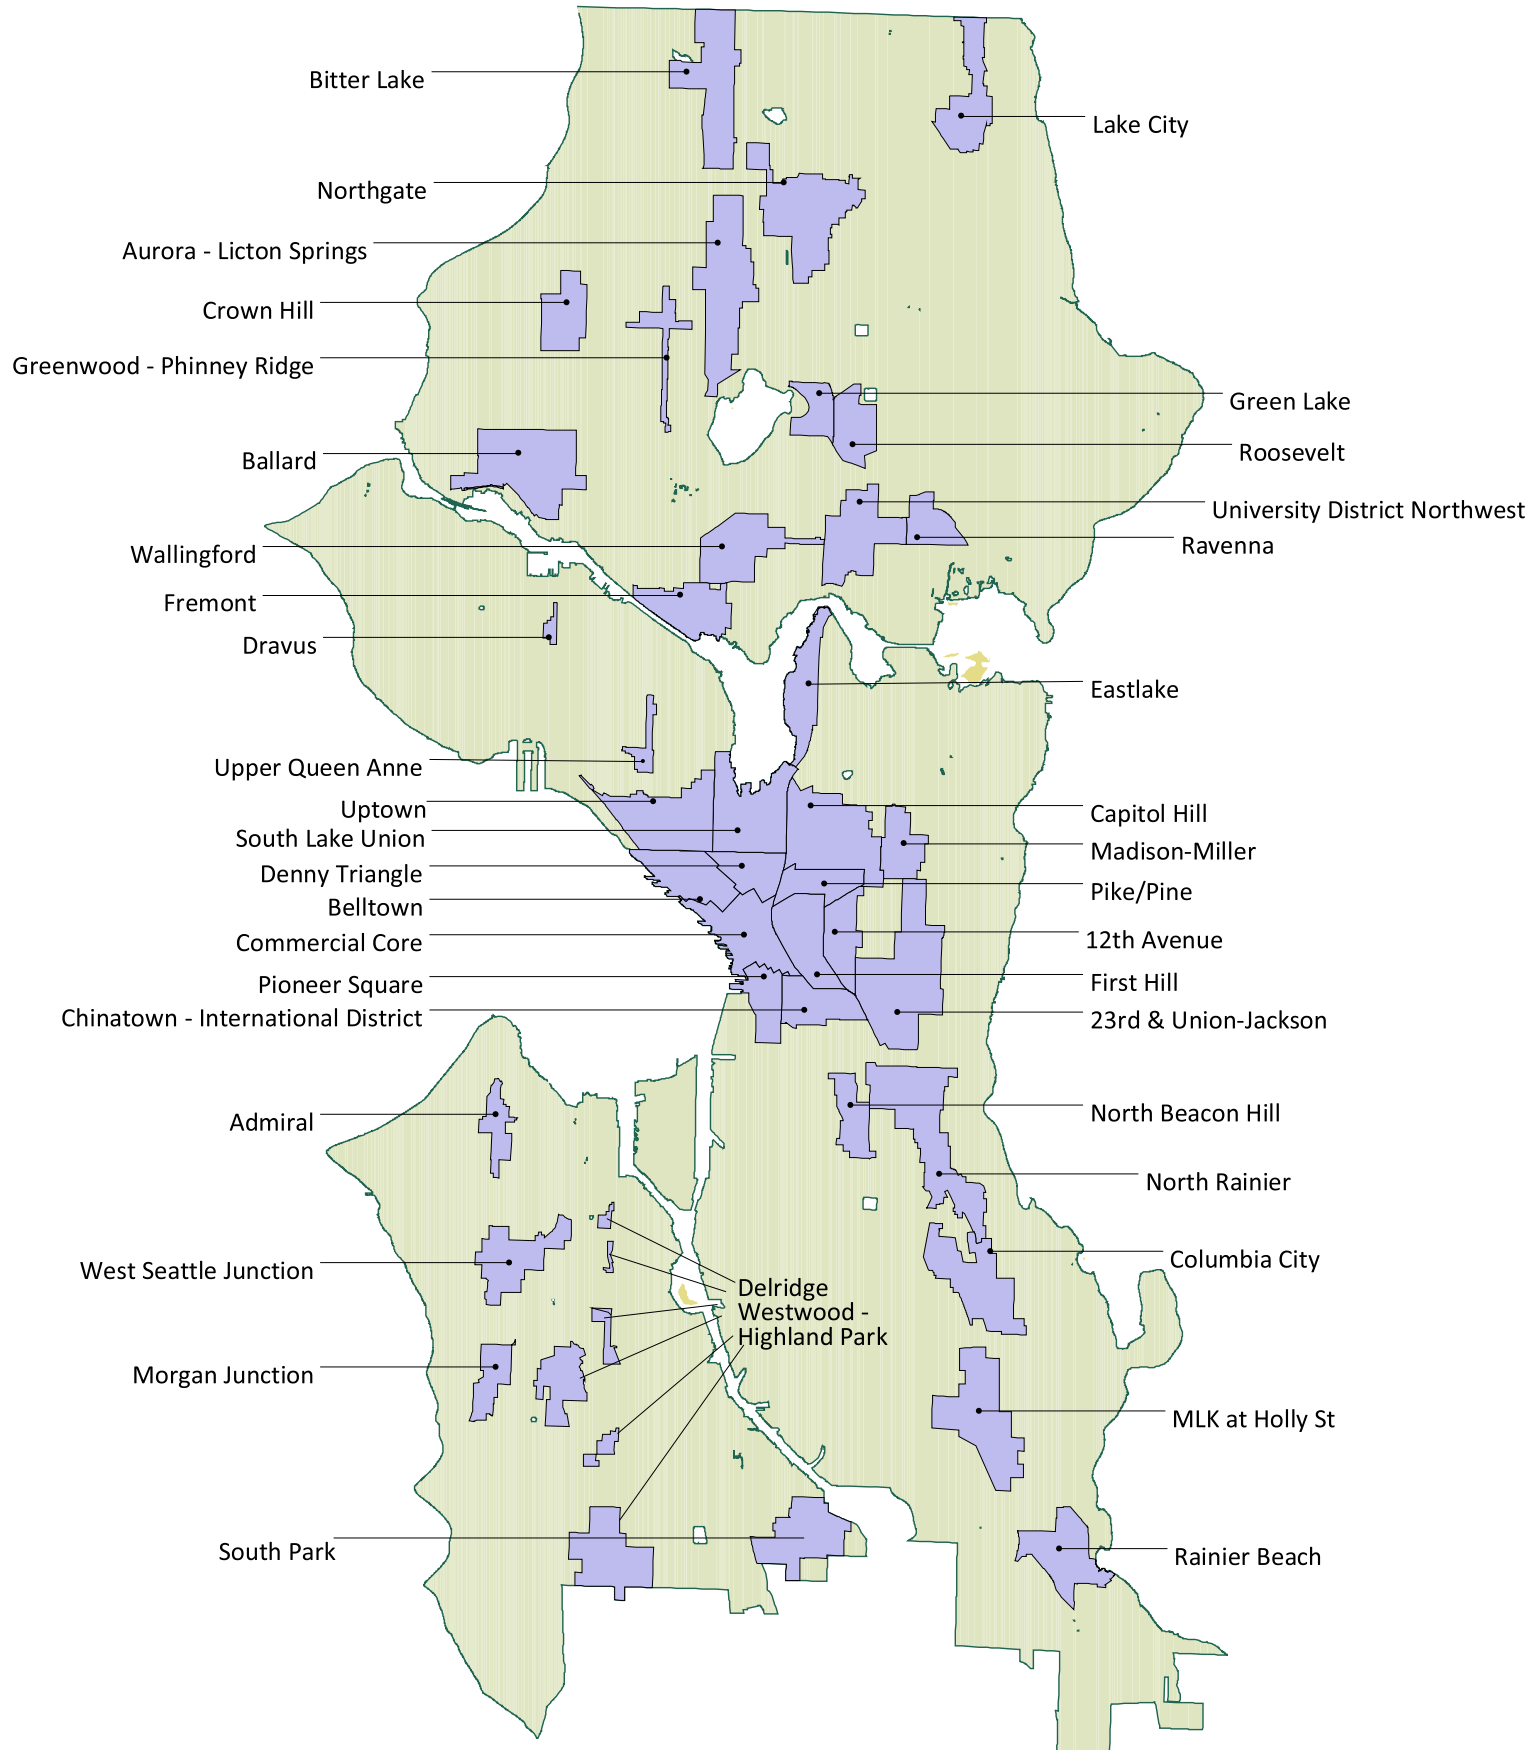 Bitter Lake
Lake City
Northgate
Aurora - Licton Springs
Crown Hill
Greenwood - Phinney Ridge
Green Lake
Roosevelt
Ballard
University District Northwest
Ravenna
Wallingford
Fremont
Dravus
Eastlake
Upper Queen Anne
Uptown
Capitol Hill
South Lake Union
Madison-Miller
Denny Triangle
Pike/Pine
Belltown
Commercial Core
12th Avenue
Pioneer Square
First Hill
Chinatown - International District
23rd & Union-Jackson
Admiral
North Beacon Hill
North Rainier
West Seattle Junction
Columbia City
Delridge
Westwood -
Highland Park
Morgan Junction
MLK at Holly St
South Park
Rainier Beach